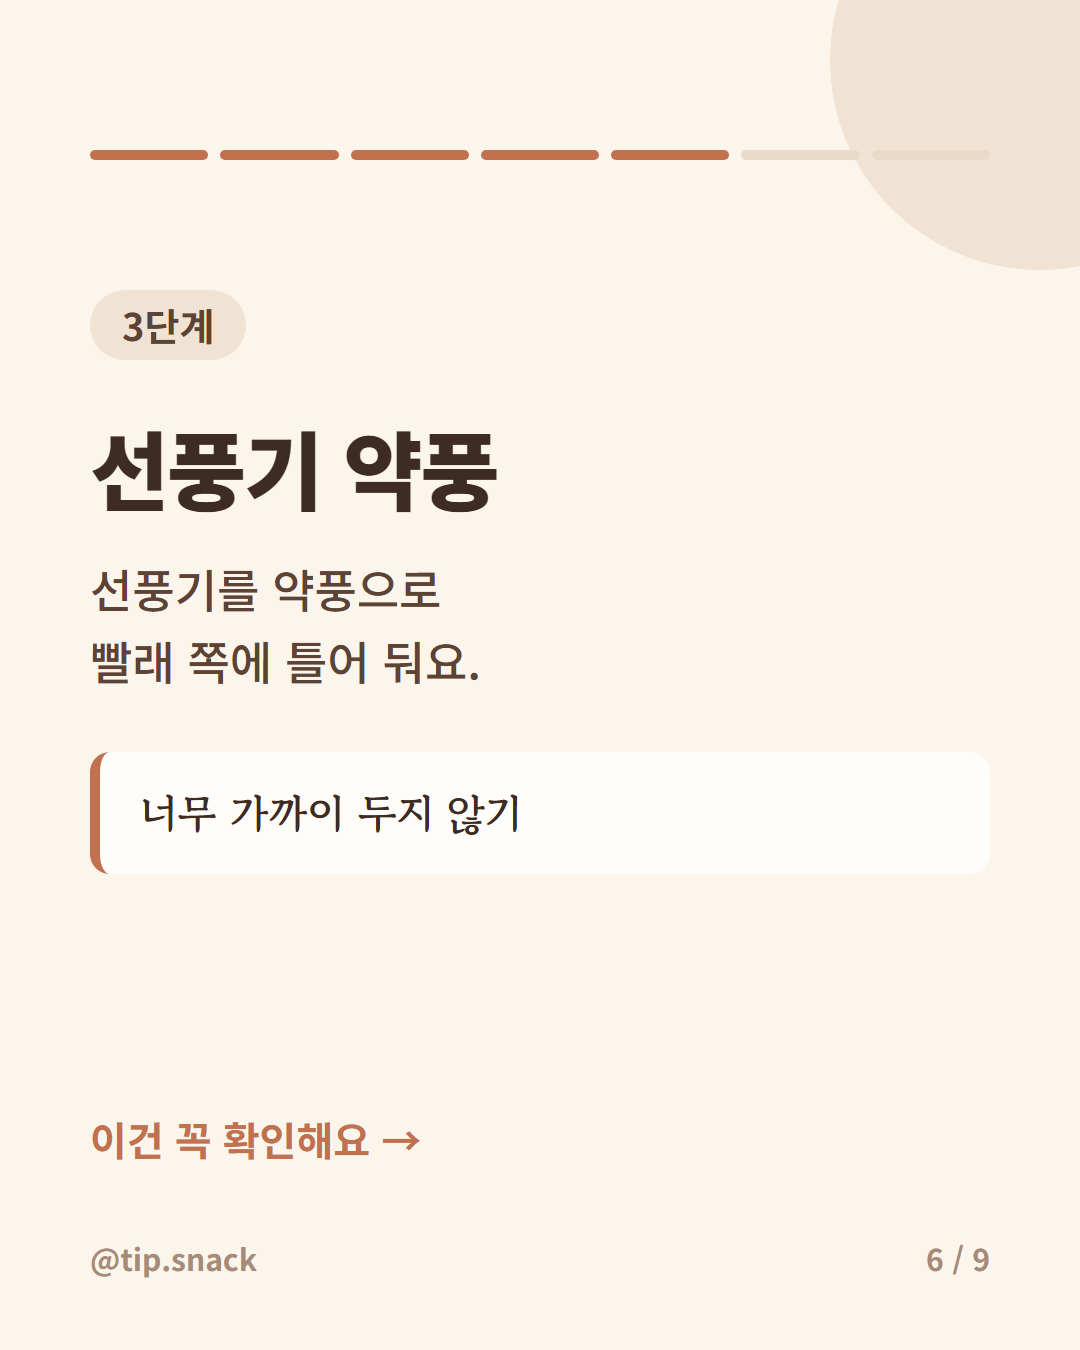 3단계
선풍기 약풍
선풍기를 약풍으로
빨래 쪽에 틀어 둬요.
너무 가까이 두지 않기
이건 꼭 확인해요 →
@tip.snack
6 / 9